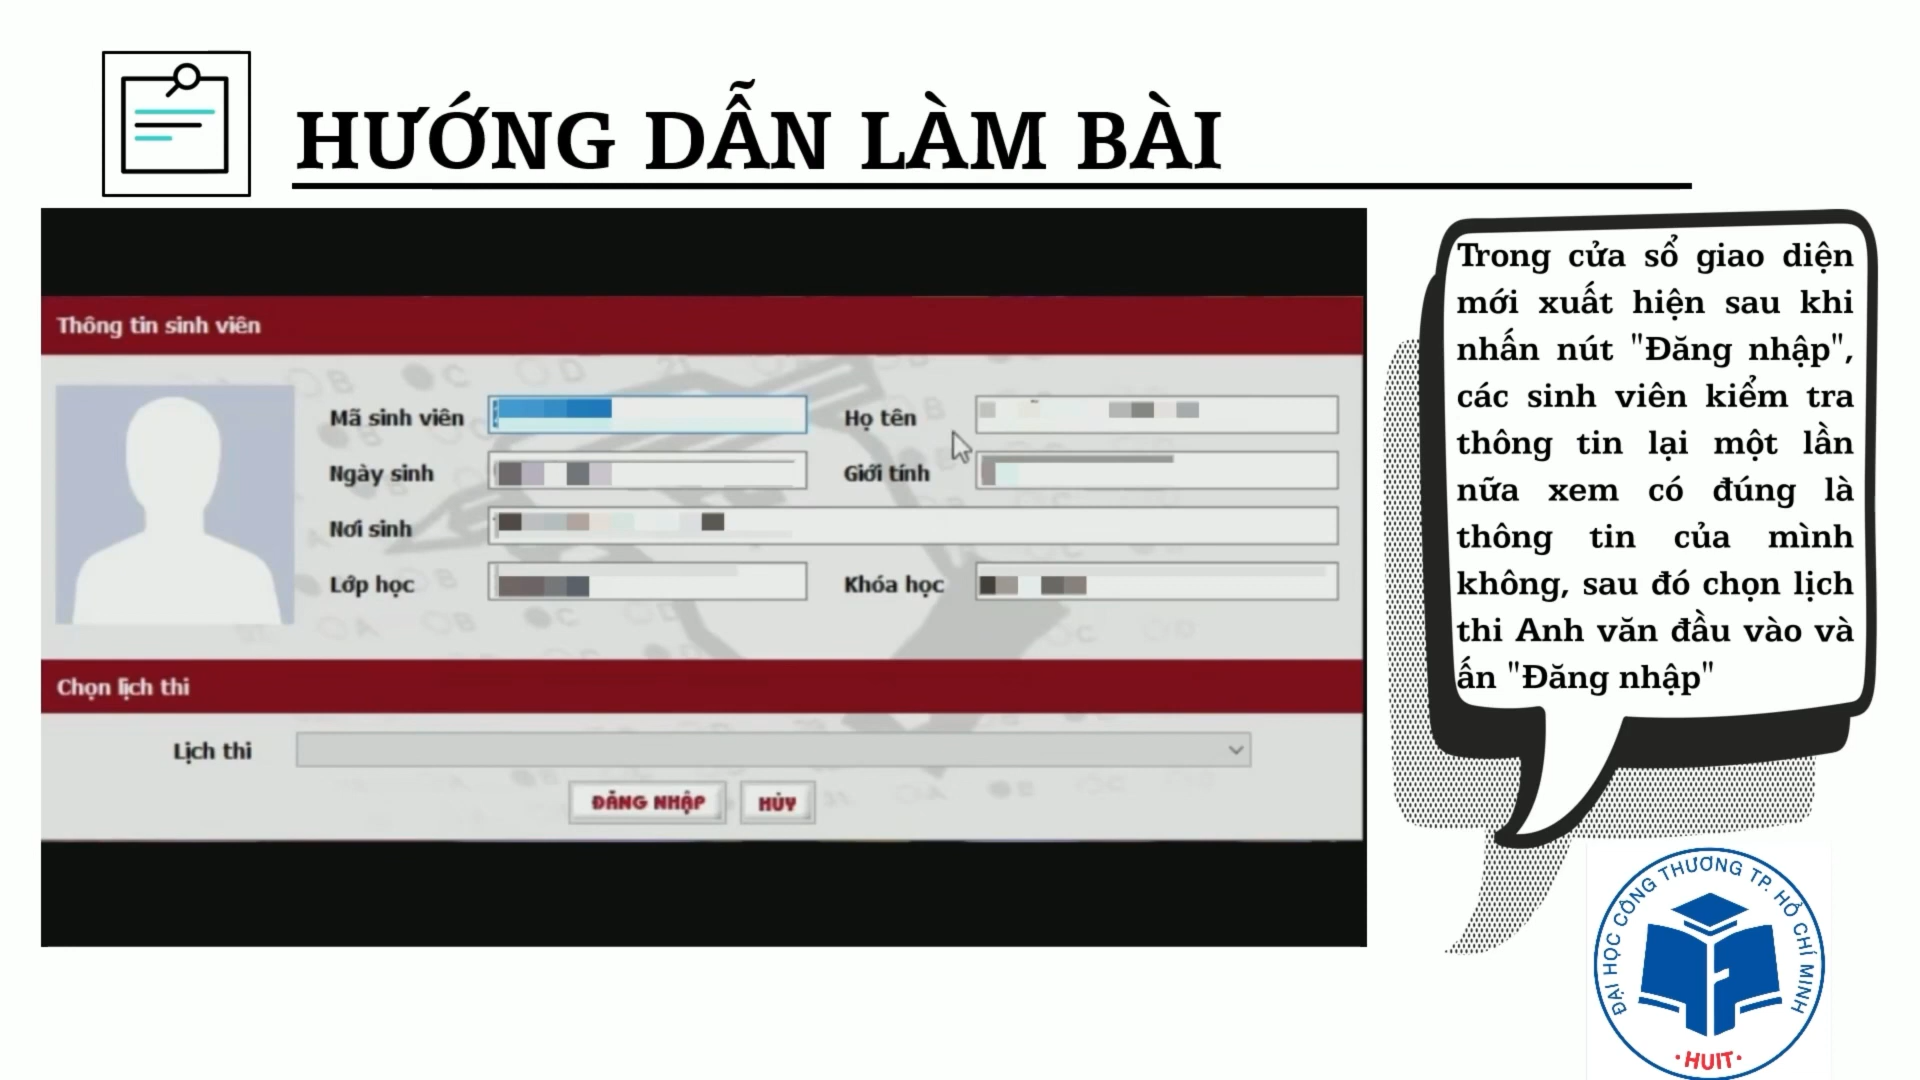 HƯỚNG DẪN LÀM BÀI
Thông tin sinh viên
Mã sinh viên
Họ tên
Ngày sinh
Giới tính
Nơi sinh
Lớp học
Khóa học
Chọn lịch thi
Lịch thi
ĐĂNG NHẬP
HỦY
Trong cửa sổ giao diện
mới xuất hiện sau khi
nhấn nút "Đăng nhập",
các sinh viên kiểm tra
thông tin lại một lần
nữa xem có đúng là
thông tin của mình
không, sau đó chọn lịch
thi Anh văn đầu vào và
ấn "Đăng nhập"
ĐẠI HỌC CÔNG THƯƠNG TP. HỒ CHÍ MINH
• HUIT •